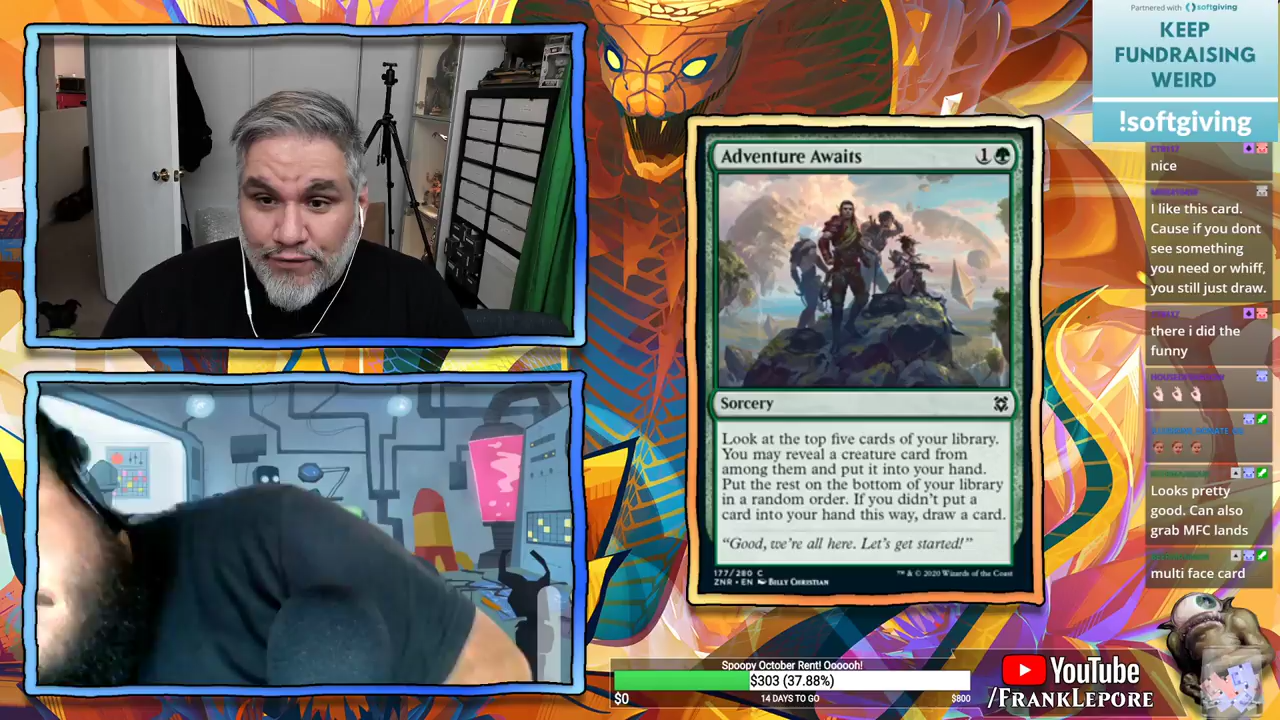 Partnered with softgiving
KEEP
FUNDRAISING
WEIRD
!softgiving
Adventure Awaits 1
Sorcery
Look at the top five cards of your library.
You may reveal a creature card from
among them and put it into your hand.
Put the rest on the bottom of your library
in a random order. If you didn't put a
card into your hand this way, draw a card.
"Good, we're all here. Let's get started!"
177/280 C
ZNR • EN BILLY CHRISTIAN
™ & © 2020 Wizards of the Coast
nice
I like this card.
Cause if you dont
see something
you need or whiff,
you still just draw.
there i did the
funny
Looks pretty
good. Can also
grab MFC lands
multi face card
Spoopy October Rent! Oooooh!
$303 (37.88%)
$0
14 DAYS TO GO
$800
YouTube
/FRANKLEPORE